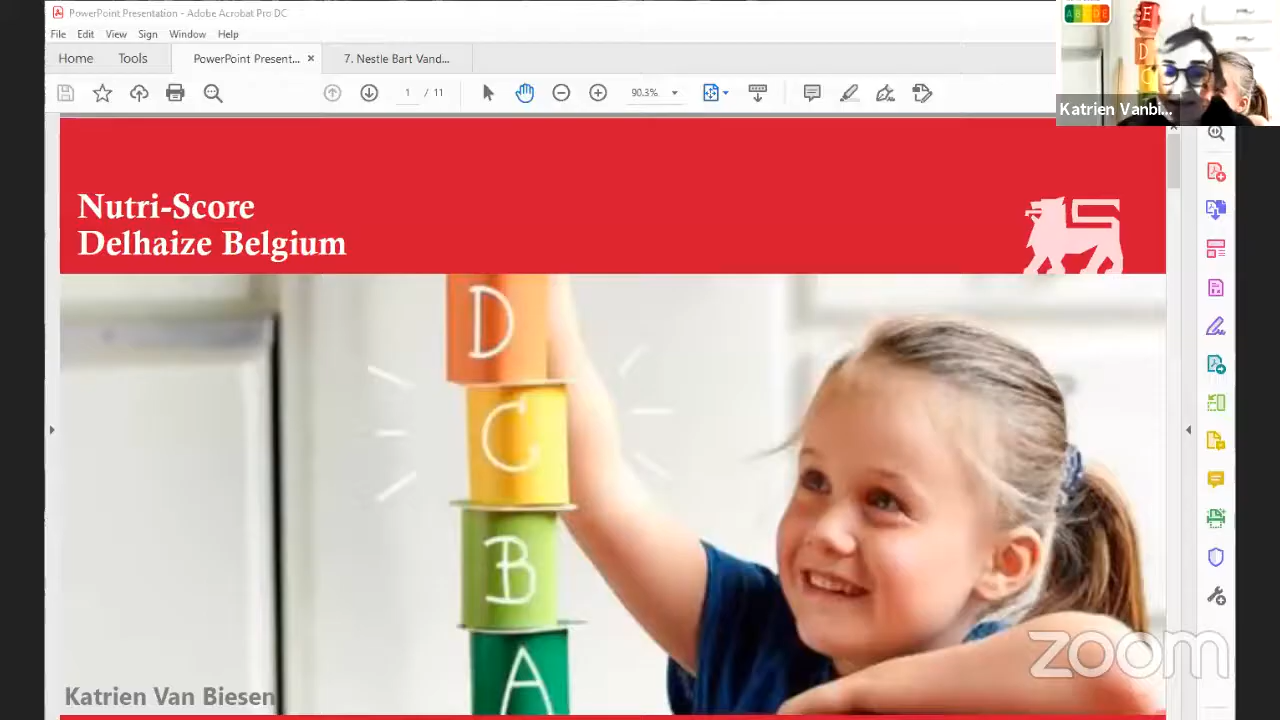 PowerPoint Presentation - Adobe Acrobat Pro DC
File Edit View Sign Window Help
Home Tools PowerPoint Present... × 7. Nestle Bart Vand...
1 / 11 90.3%
E
D
Katrien Vanbi...
Nutri-Score
Delhaize Belgium
D
C
B
A
Katrien Van Biesen
zoom